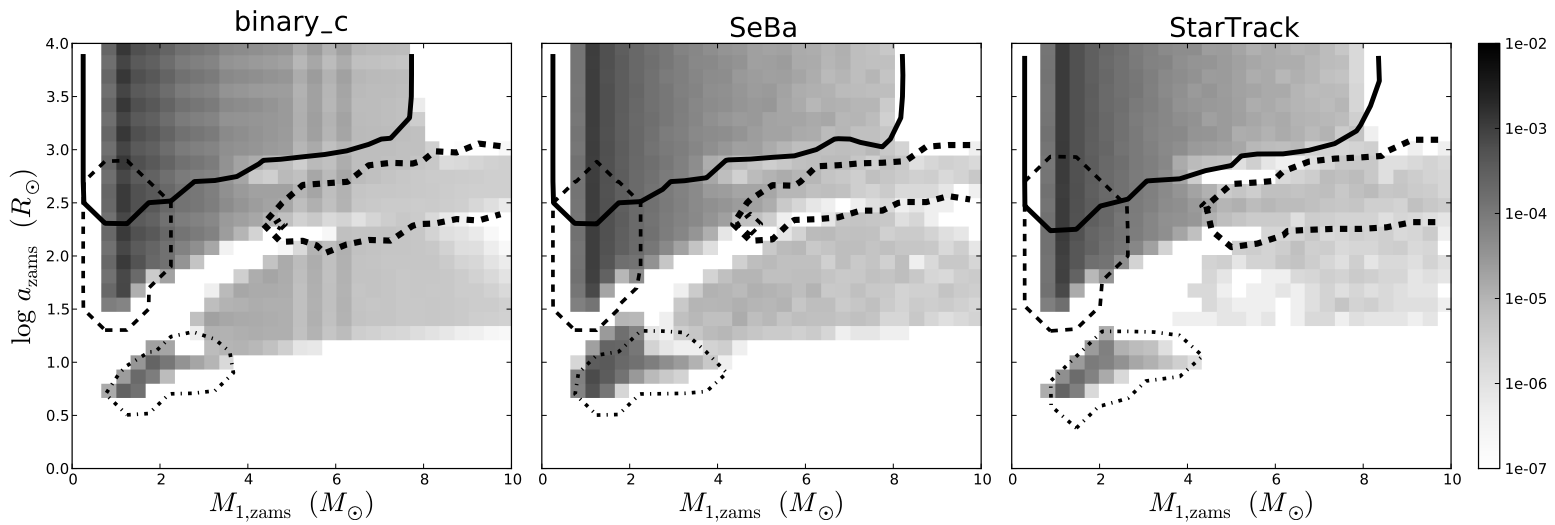 binary_c
SeBa
StarTrack
log a_zams (R_⊙)
4.0
3.5
3.0
2.5
2.0
1.5
1.0
0.5
0.0
2 4 6 8 10
M_1,zams (M_⊙)
2 4 6 8 10
M_1,zams (M_⊙)
2 4 6 8 10
M_1,zams (M_⊙)
1e-02
1e-03
1e-04
1e-05
1e-06
1e-07